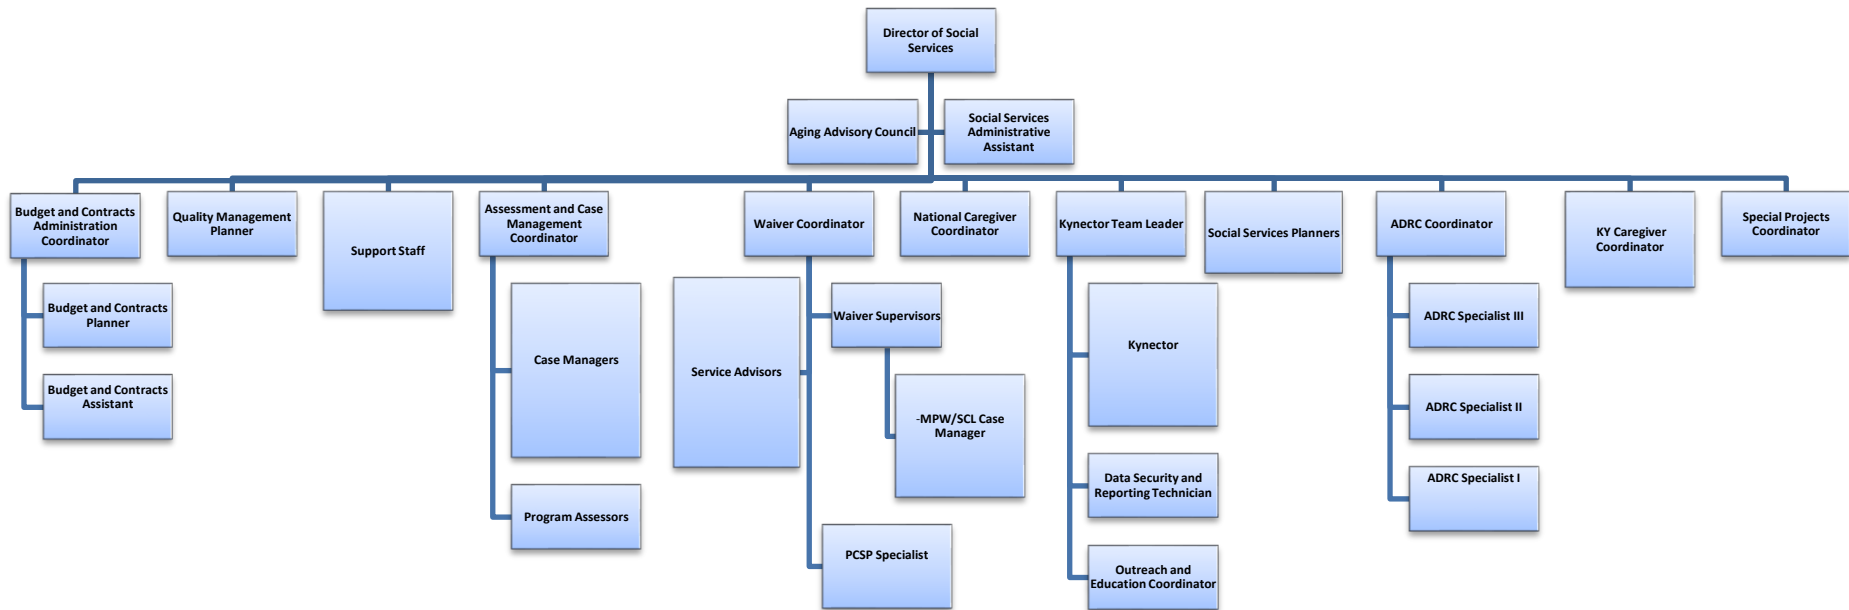 Director of Social
Services
Aging Advisory Council
Social Services
Administrative
Assistant
Budget and Contracts
Administration
Coordinator
Quality Management
Planner
Support Staff
Assessment and Case
Management
Coordinator
Waiver Coordinator
National Caregiver
Coordinator
Kynector Team Leader
Social Services Planners
ADRC Coordinator
KY Caregiver
Coordinator
Special Projects
Coordinator
Budget and Contracts
Planner
Budget and Contracts
Assistant
Case Managers
Program Assessors
Service Advisors
Waiver Supervisors
-MPW/SCL Case
Manager
PCSP Specialist
Kynector
Data Security and
Reporting Technician
Outreach and
Education Coordinator
ADRC Specialist III
ADRC Specialist II
ADRC Specialist I